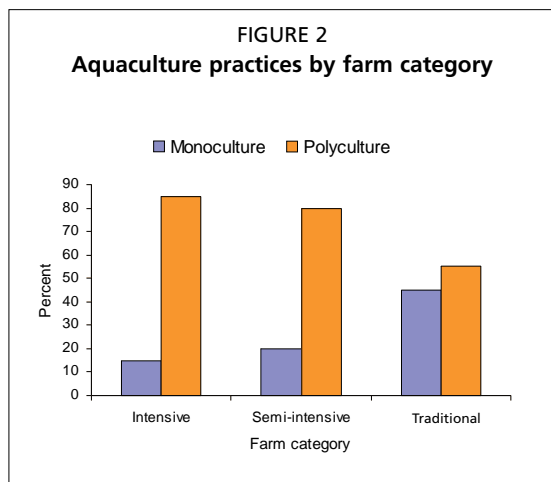 FIGURE 2
Aquaculture practices by farm category
Monoculture Polyculture
90
80
70
60
50
40
30
20
10
0
Percent
Intensive Semi-intensive Traditional
Farm category